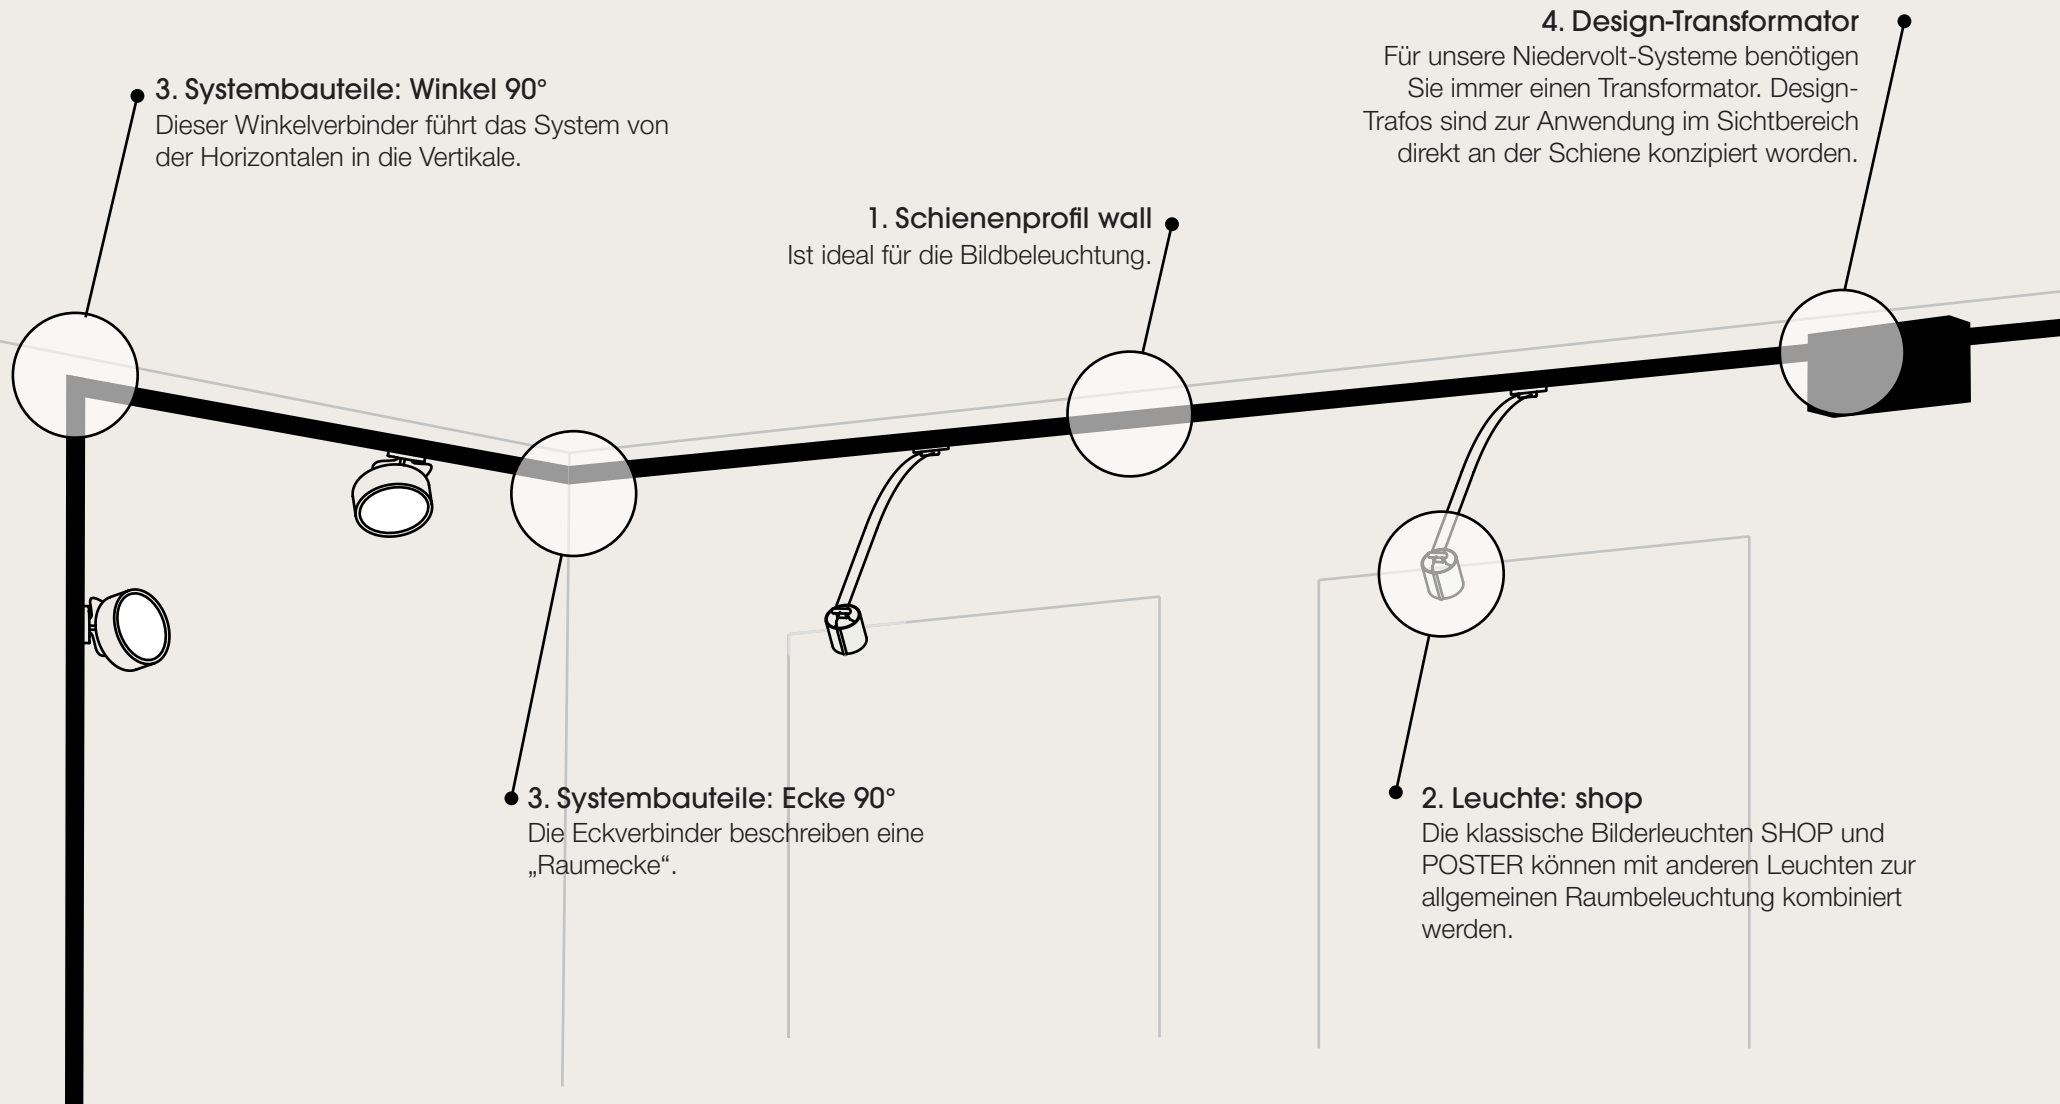 4. Design-Transformator
Für unsere Niedervolt-Systeme benötigen
Sie immer einen Transformator. Design-
Trafos sind zur Anwendung im Sichtbereich
direkt an der Schiene konzipiert worden.
3. Systembauteile: Winkel 90°
Dieser Winkelverbinder führt das System von
der Horizontalen in die Vertikale.
1. Schienenprofil wall
Ist ideal für die Bildbeleuchtung.
3. Systembauteile: Ecke 90°
Die Eckverbinder beschreiben eine
„Raumecke“.
2. Leuchte: shop
Die klassische Bilderleuchten SHOP und
POSTER können mit anderen Leuchten zur
allgemeinen Raumbeleuchtung kombiniert
werden.